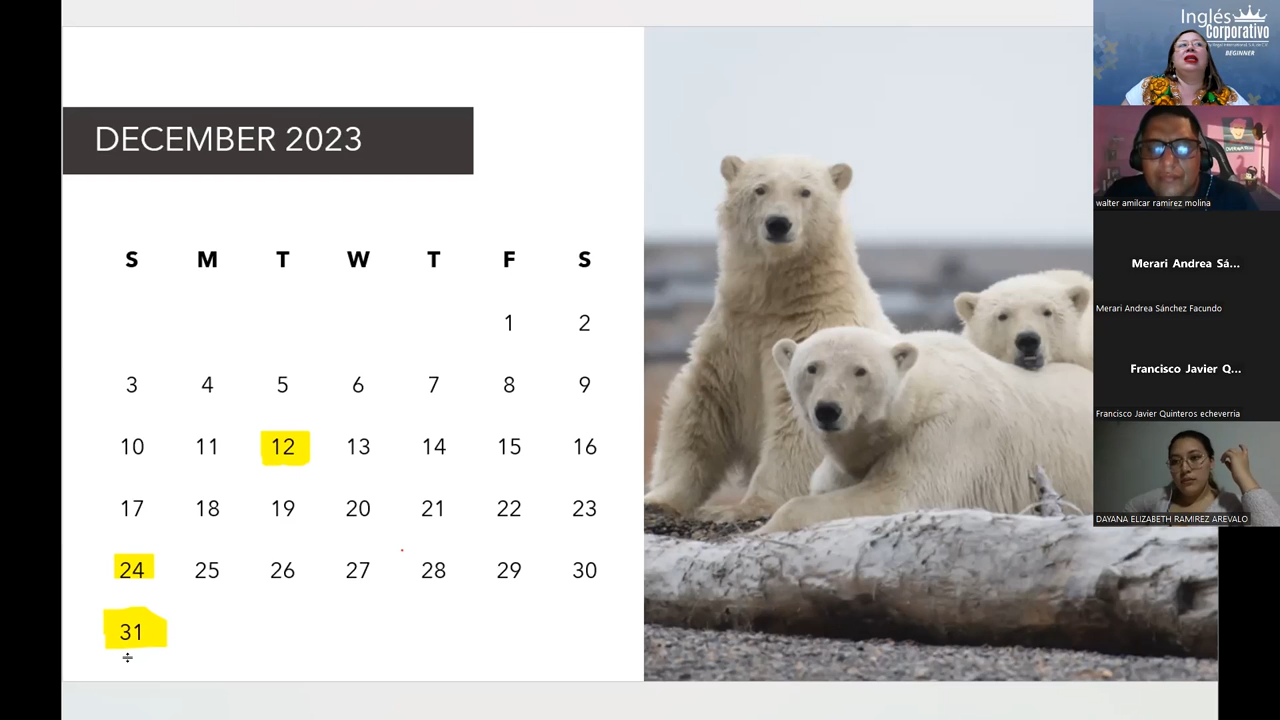 DECEMBER 2023
S M T W T F S
1 2
3 4 5 6 7 8 9
10 11 12 13 14 15 16
17 18 19 20 21 22 23
24 25 26 27 28 29 30
31
Inglés
Corporativo
BEGINNER
walter amilcar ramirez molina
Merari Andrea Sá...
Merari Andrea Sánchez Facundo
Francisco Javier Q...
Francisco Javier Quinteros echeverria
DAYANA ELIZABETH RAMIREZ AREVALO